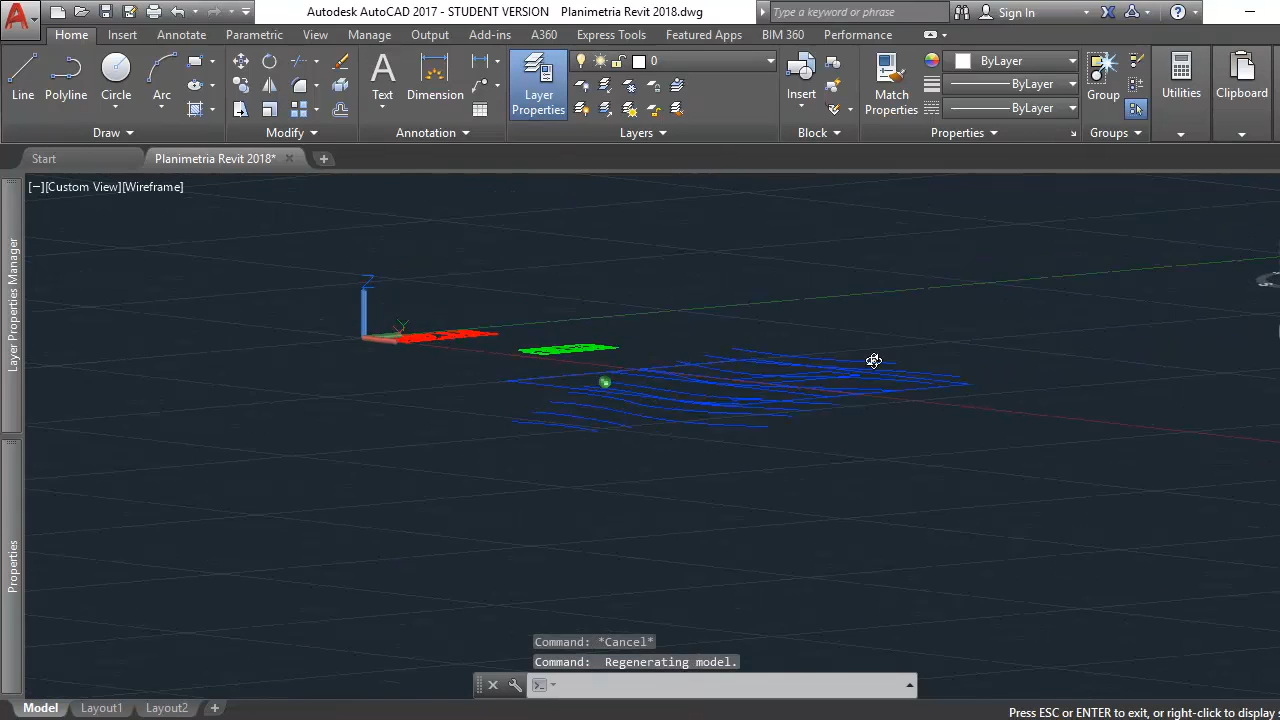 Autodesk AutoCAD 2017 - STUDENT VERSION Planimetria Revit 2018.dwg
Type a keyword or phrase
Sign In
Home Insert Annotate Parametric View Manage Output Add-ins A360 Express Tools Featured Apps BIM 360 Performance
Line
Polyline
Circle
Arc
Draw
Modify
Text
Dimension
Annotation
Layer
Properties
0
Layers
Insert
Block
Match
Properties
ByLayer
ByLayer
ByLayer
Properties
Group
Groups
Utilities
Clipboard
Start
Planimetria Revit 2018*
[−][Custom View][Wireframe]
Layer Properties Manager
Properties
Z
Y
X
Command: *Cancel*
Command: Regenerating model.
Model Layout1 Layout2
Press ESC or ENTER to exit, or right-click to display s